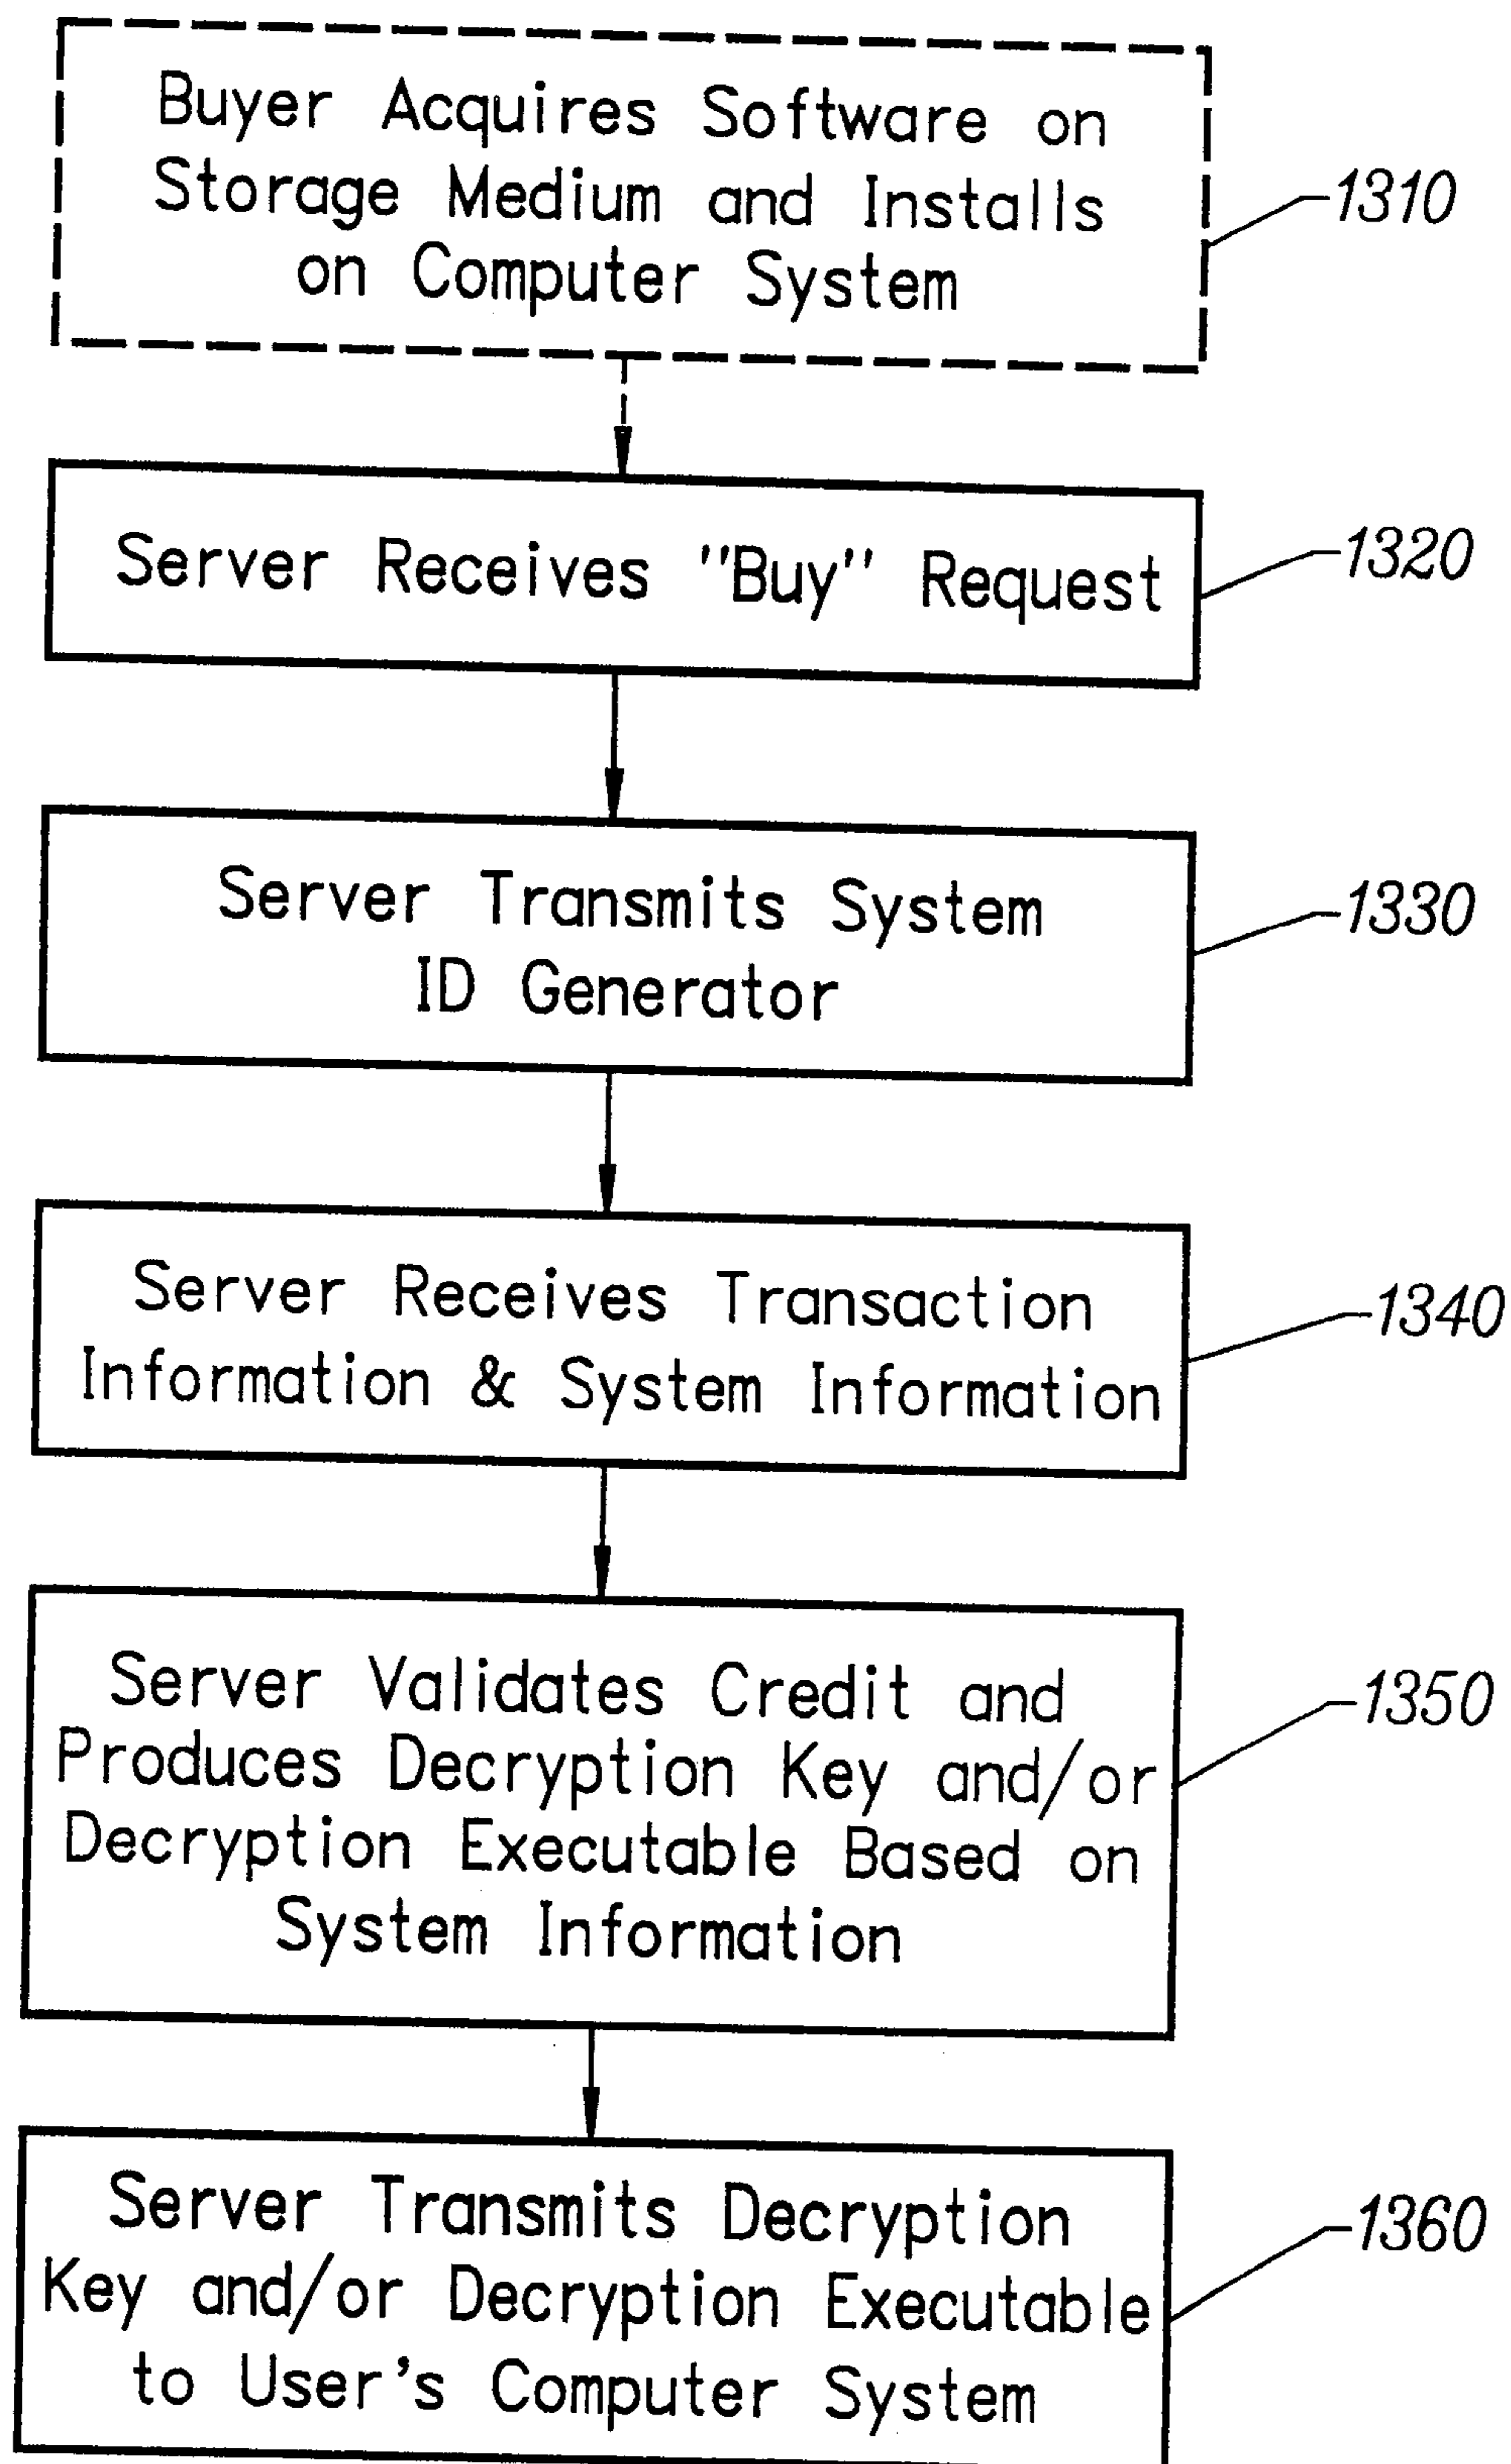 Buyer Acquires Software on
Storage Medium and Installs
on Computer System
1310
Server Receives "Buy" Request
1320
Server Transmits System
ID Generator
1330
Server Receives Transaction
Information & System Information
1340
Server Validates Credit and
Produces Decryption Key and/or
Decryption Executable Based on
System Information
1350
Server Transmits Decryption
Key and/or Decryption Executable
to User's Computer System
1360